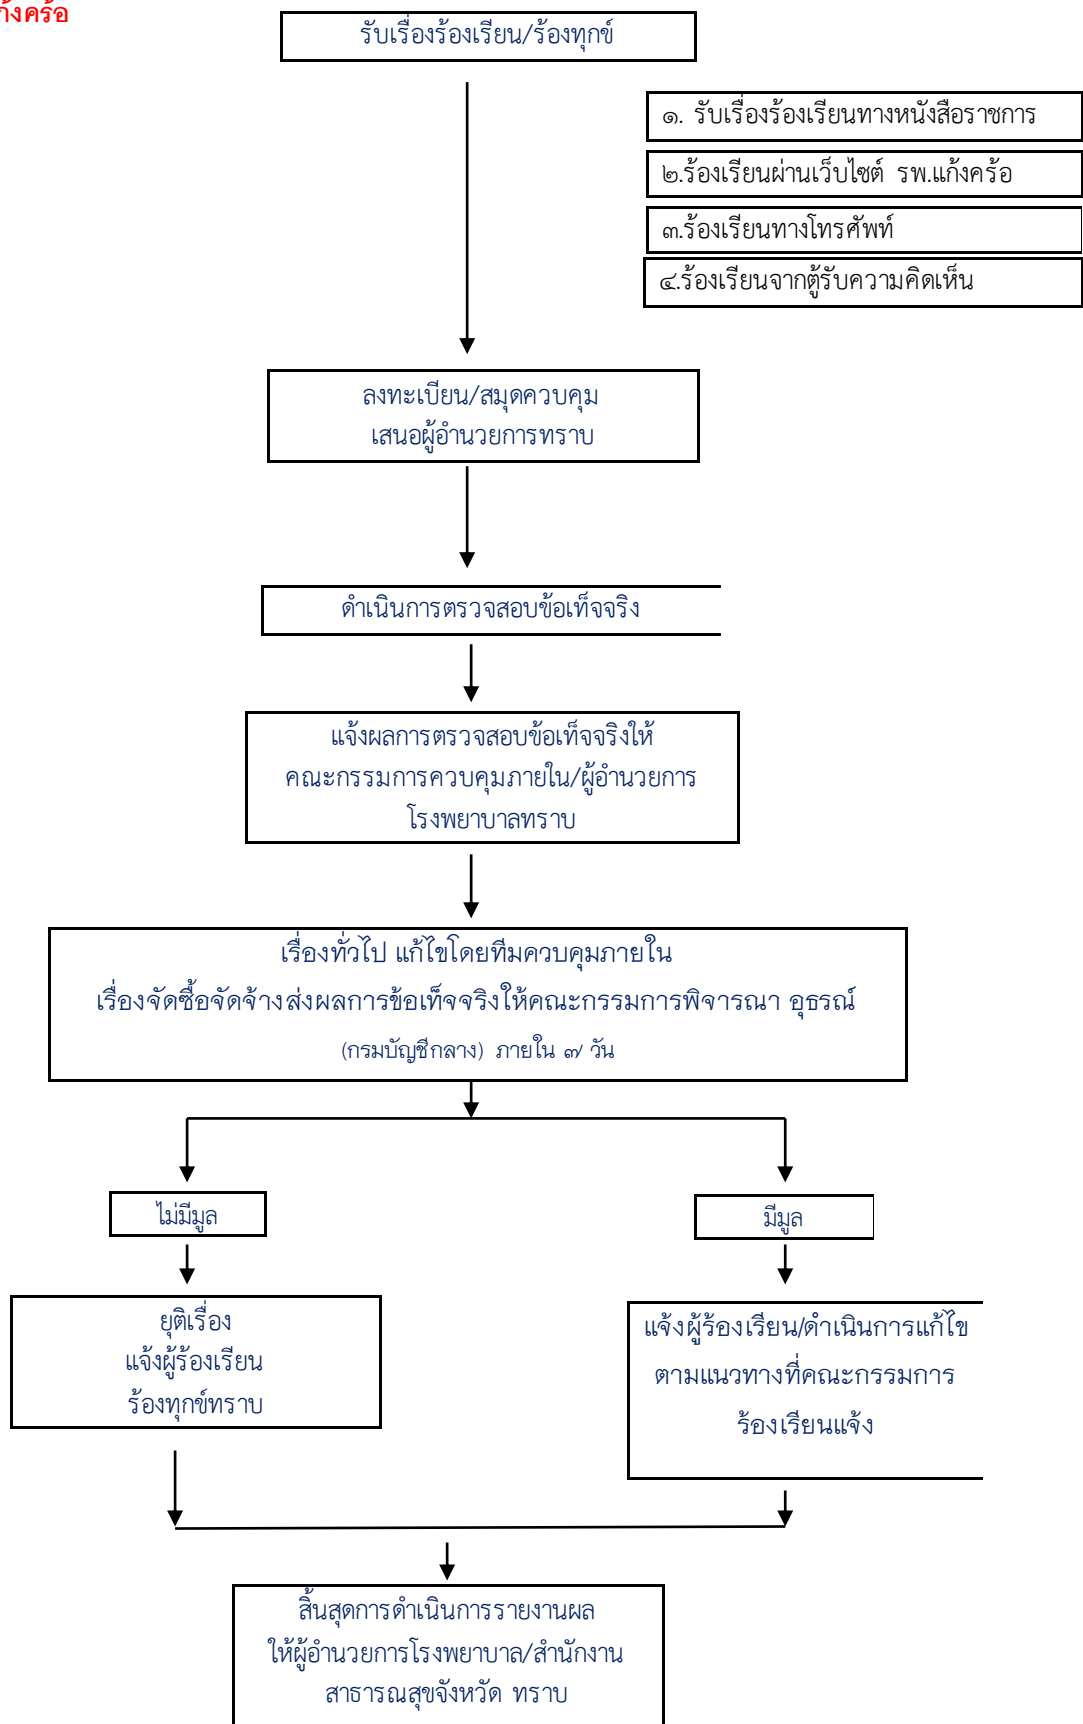 ก้งคร้อ
รับเรื่องร้องเรียน/ร้องทุกข์
๑. รับเรื่องร้องเรียนทางหนังสือราชการ
๒.ร้องเรียนผ่านเว็บไซต์ รพ.แก้งคร้อ
๓.ร้องเรียนทางโทรศัพท์
๔.ร้องเรียนจากตู้รับความคิดเห็น
ลงทะเบียน/สมุดควบคุม
เสนอผู้อำนวยการทราบ
ดำเนินการตรวจสอบข้อเท็จจริง
แจ้งผลการตรวจสอบข้อเท็จจริงให้
คณะกรรมการควบคุมภายใน/ผู้อำนวยการ
โรงพยาบาลทราบ
เรื่องทั่วไป แก้ไขโดยทีมควบคุมภายใน
เรื่องจัดซื้อจัดจ้างส่งผลการข้อเท็จจริงให้คณะกรรมการพิจารณา อุธรณ์
(กรมบัญชีกลาง) ภายใน ๗ วัน
ไม่มีมูล
มีมูล
ยุติเรื่อง
แจ้งผู้ร้องเรียน
ร้องทุกข์ทราบ
แจ้งผู้ร้องเรียน/ดำเนินการแก้ไข
ตามแนวทางที่คณะกรรมการ
ร้องเรียนแจ้ง
สิ้นสุดการดำเนินการรายงานผล
ให้ผู้อำนวยการโรงพยาบาล/สำนักงาน
สาธารณสุขจังหวัด ทราบ